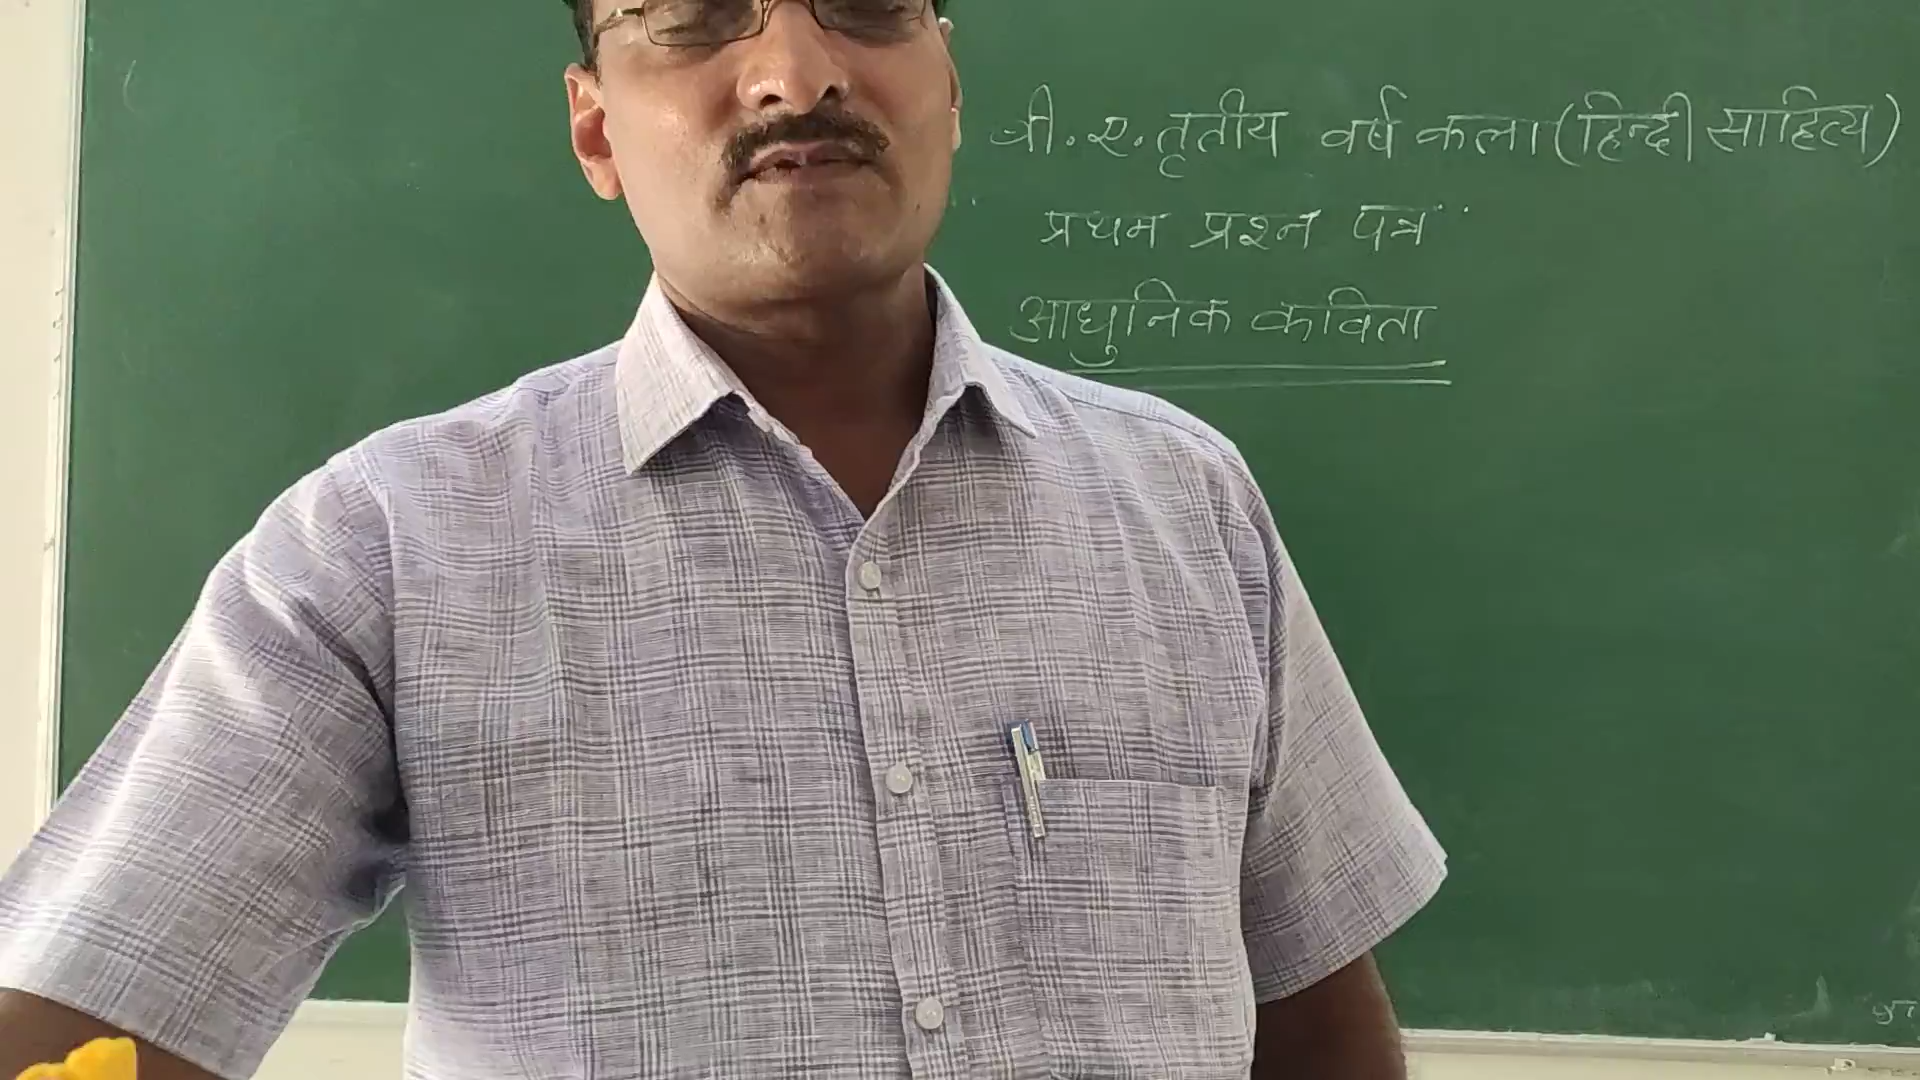 बी.ए.तृतीय वर्ष कला(हिन्दी साहित्य)
प्रथम प्रश्न पत्र
आधुनिक कविता